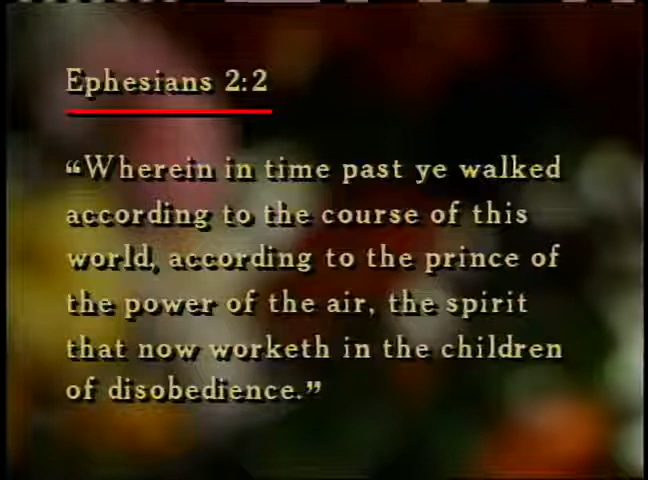 Ephesians 2:2
“Wherein in time past ye walked
according to the course of this
world, according to the prince of
the power of the air, the spirit
that now worketh in the children
of disobedience.”